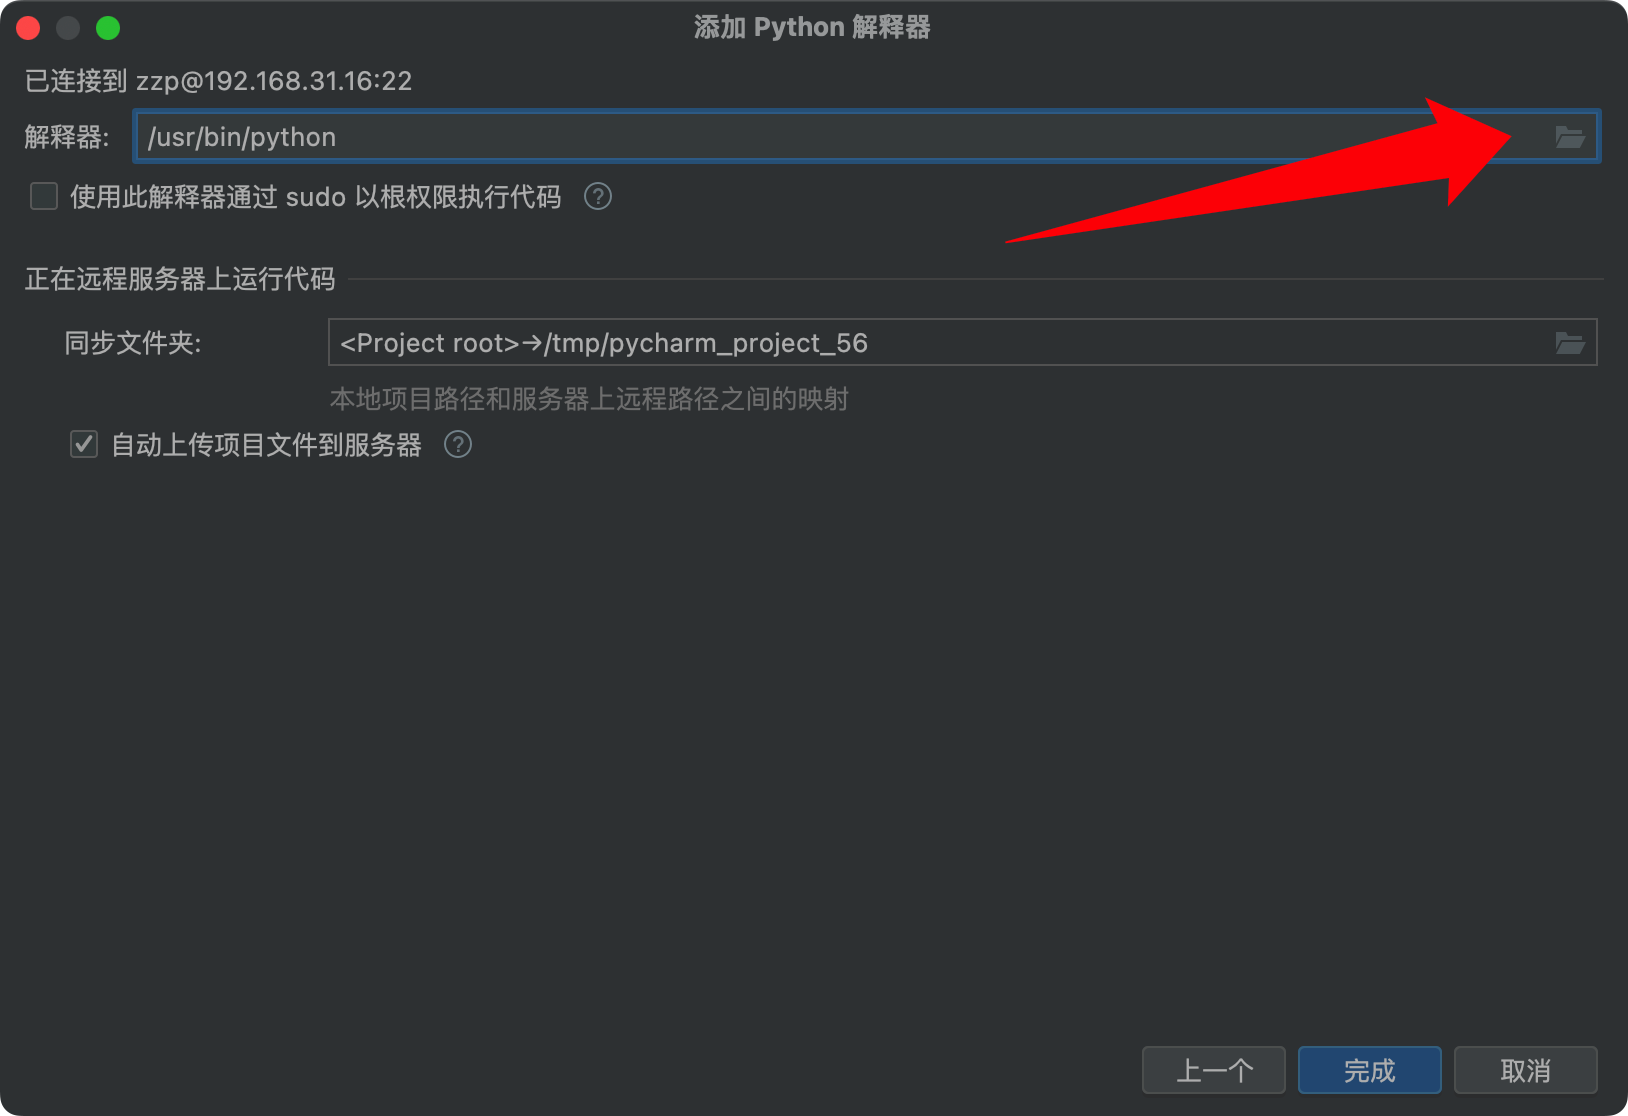 添加 Python 解释器
已连接到 zzp@192.168.31.16:22
解释器: /usr/bin/python
使用此解释器通过 sudo 以根权限执行代码 ?
正在远程服务器上运行代码
同步文件夹: <Project root>→/tmp/pycharm_project_56
本地项目路径和服务器上远程路径之间的映射
自动上传项目文件到服务器 ?
上一个 完成 取消